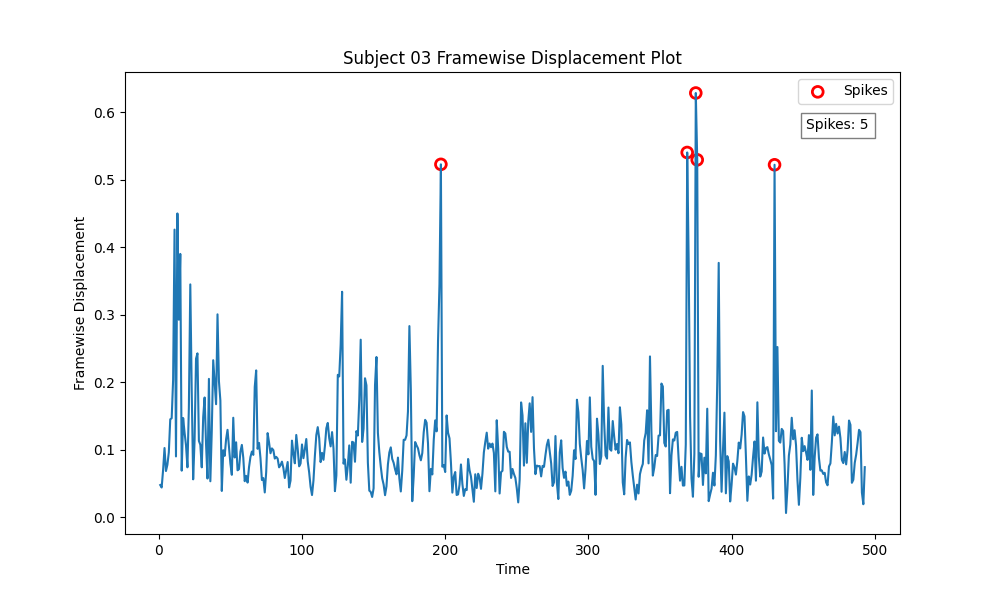 Subject 03 Framewise Displacement Plot
Spikes
Spikes: 5
Framewise Displacement
0.6
0.5
0.4
0.3
0.2
0.1
0.0
0 100 200 300 400 500
Time